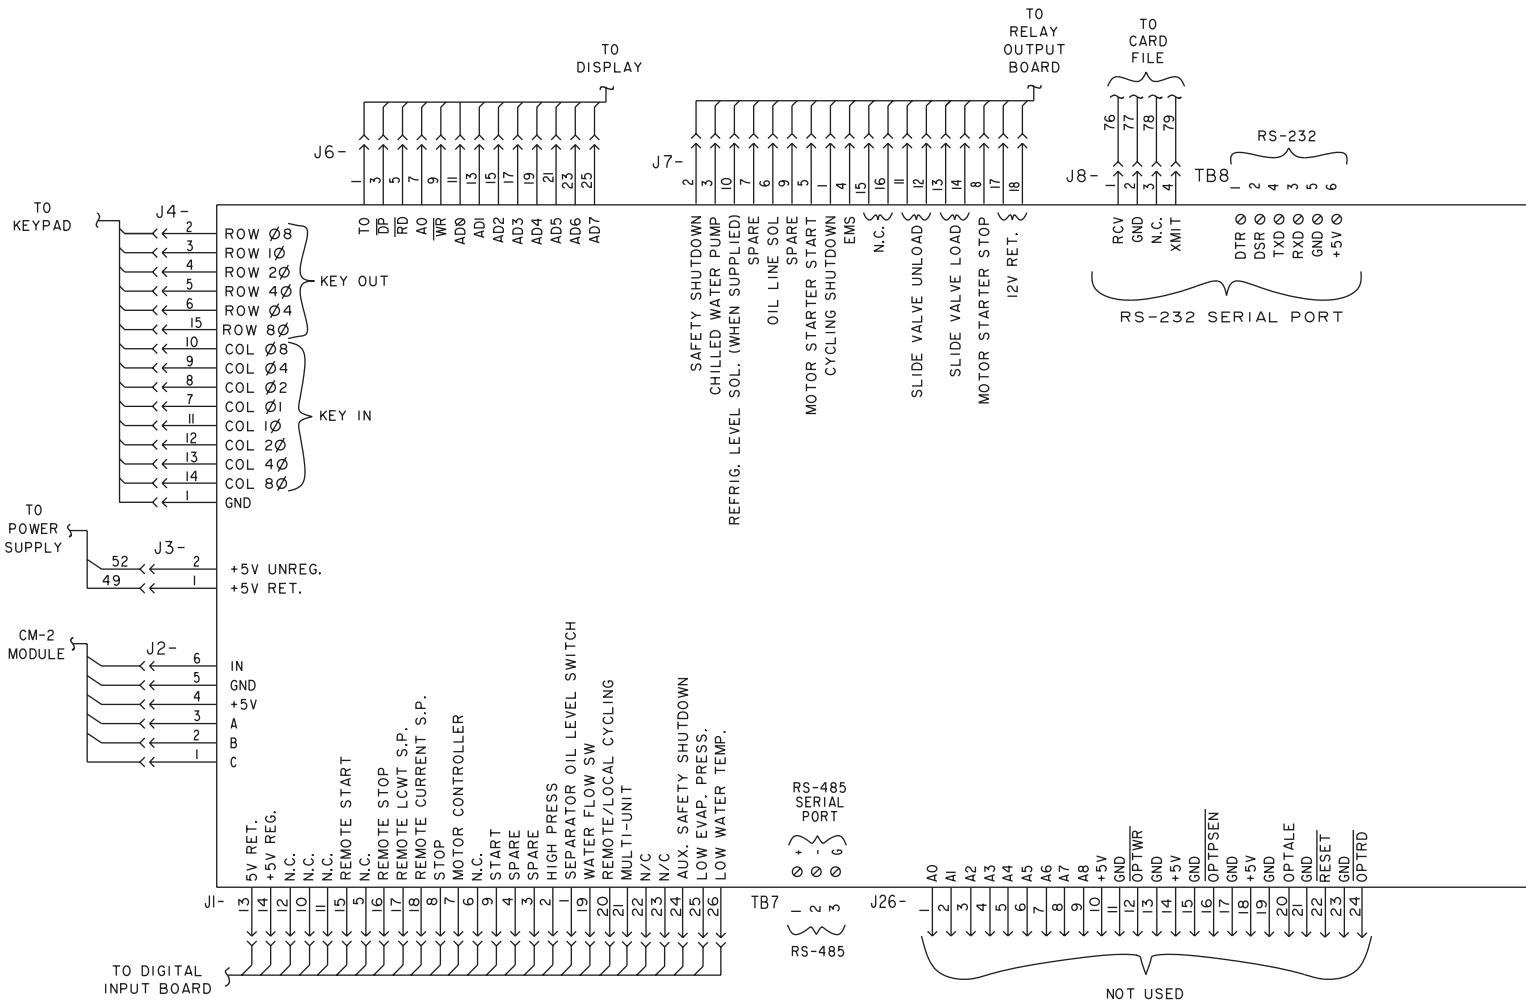 TO
DISPLAY
J6-
1 3 5 7 9 11 13 15 17 19 21 23 25
TO
DP
RD
AO
WR
ADØ
AD1
AD2
AD3
AD4
AD5
AD6
AD7
TO
RELAY
OUTPUT
BOARD
J7-
2 3 10 7 6 9 5 1 4 15 16 11 12 13 14 8 17 18
SAFETY SHUTDOWN
CHILLED WATER PUMP
REFRIG. LEVEL SOL. (WHEN SUPPLIED)
SPARE
OIL LINE SOL
SPARE
MOTOR STARTER START
CYCLING SHUTDOWN
EMS
N.C.
SLIDE VALVE UNLOAD
SLIDE VALVE LOAD
MOTOR STARTER STOP
12V RET.
TO
CARD
FILE
76 77 78 79
J8-
1 2 3 4
RCV
GND
N.C.
XMIT
RS-232
TB8
1 2 4 3 5 6
DTR
DSR
TXD
RXD
GND
+5V
RS-232 SERIAL PORT
TO
KEYPAD
J4-
2 ROW Ø8
3 ROW 1Ø
4 ROW 2Ø
5 ROW 4Ø
6 ROW Ø4
15 ROW 8Ø
KEY OUT
10 COL Ø8
9 COL Ø4
8 COL Ø2
7 COL Ø1
11 COL 1Ø
12 COL 2Ø
13 COL 4Ø
14 COL 8Ø
KEY IN
1 GND
TO
POWER
SUPPLY
J3-
52 2 +5V UNREG.
49 1 +5V RET.
CM-2
MODULE
J2-
6 IN
5 GND
4 +5V
3 A
2 B
1 C
5V RET.
+5V REG.
N.C.
N.C.
N.C.
REMOTE START
N.C.
REMOTE STOP
REMOTE LCWT S.P.
REMOTE CURRENT S.P.
STOP
MOTOR CONTROLLER
N.C.
START
SPARE
SPARE
HIGH PRESS
SEPARATOR OIL LEVEL SWITCH
WATER FLOW SW
REMOTE/LOCAL CYCLING
MULTI-UNIT
N/C
N/C
AUX. SAFETY SHUTDOWN
LOW EVAP. PRESS.
LOW WATER TEMP.
J1-
13 14 12 10 11 15 5 16 17 18 8 7 6 9 4 3 2 1 19 20 21 22 23 24 25 26
TO DIGITAL
INPUT BOARD
RS-485
SERIAL
PORT
+ - G
TB7
1 2 3
RS-485
A0
A1
A2
A3
A4
A5
A6
A7
A8
+5V
GND
OPTWR
GND
+5V
GND
OPTPSEN
GND
+5V
GND
OPTALE
GND
RESET
GND
OPTRD
J26-
1 2 3 4 5 6 7 8 9 10 11 12 13 14 15 16 17 18 19 20 21 22 23 24
NOT USED